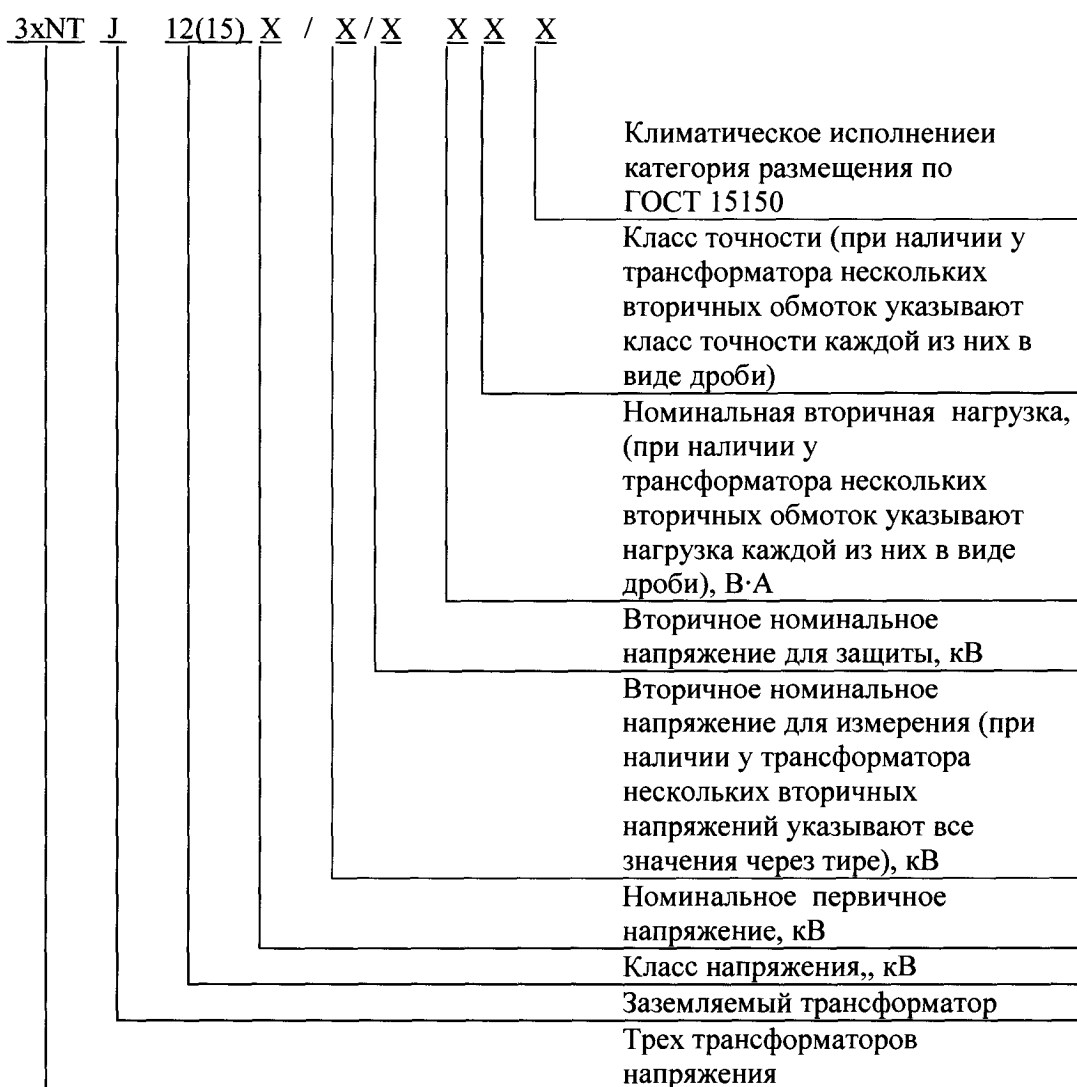 3xNT J 12(15) X / X / X X X X
Климатическое исполнениеи
категория размещения по
ГОСТ 15150
Класс точности (при наличии у
трансформатора нескольких
вторичных обмоток указывают
класс точности каждой из них в
виде дроби)
Номинальная вторичная нагрузка,
(при наличии у
трансформатора нескольких
вторичных обмоток указывают
нагрузка каждой из них в виде
дроби), В·А
Вторичное номинальное
напряжение для защиты, кВ
Вторичное номинальное
напряжение для измерения (при
наличии у трансформатора
нескольких вторичных
напряжений указывают все
значения через тире), кВ
Номинальное первичное
напряжение, кВ
Класс напряжения,, кВ
Заземляемый трансформатор
Трех трансформаторов
напряжения